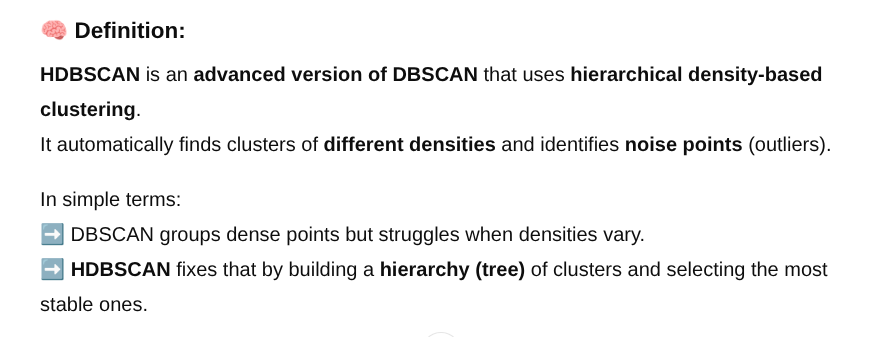 🧠 Definition:
HDBSCAN is an advanced version of DBSCAN that uses hierarchical density-based
clustering.
It automatically finds clusters of different densities and identifies noise points (outliers).
In simple terms:
➡️ DBSCAN groups dense points but struggles when densities vary.
➡️ HDBSCAN fixes that by building a hierarchy (tree) of clusters and selecting the most
stable ones.